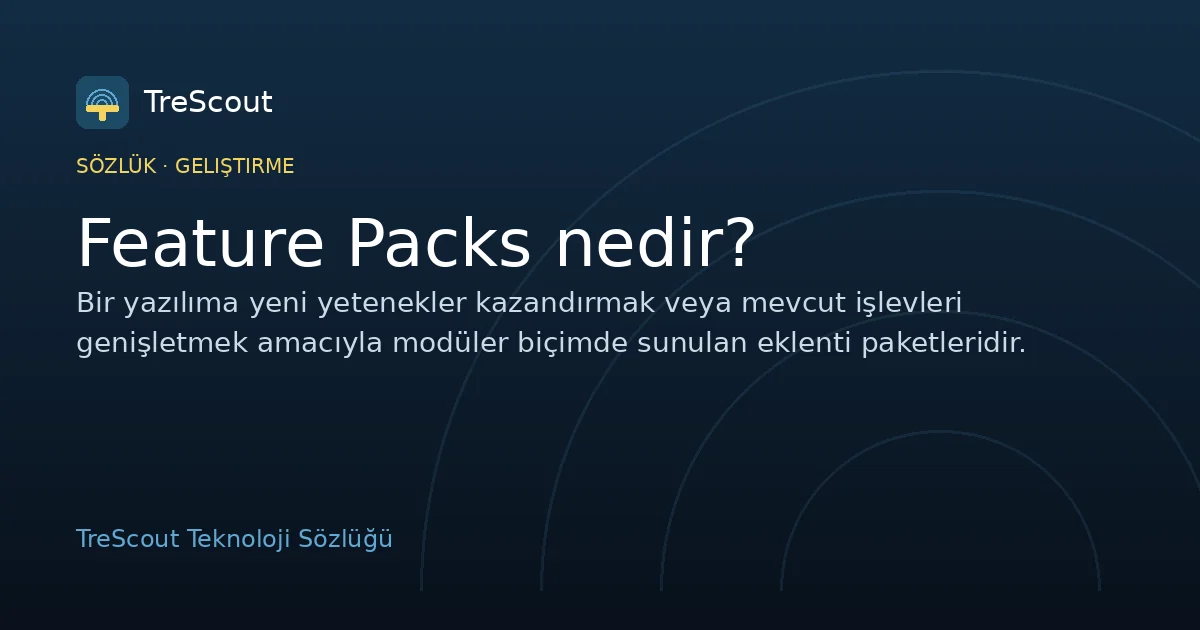 TreScout
SÖZLÜK · GELIŞTIRME
Feature Packs nedir?
Bir yazılıma yeni yetenekler kazandırmak veya mevcut işlevleri
genişletmek amacıyla modüler biçimde sunulan eklenti paketleridir.
TreScout Teknoloji Sözlüğü